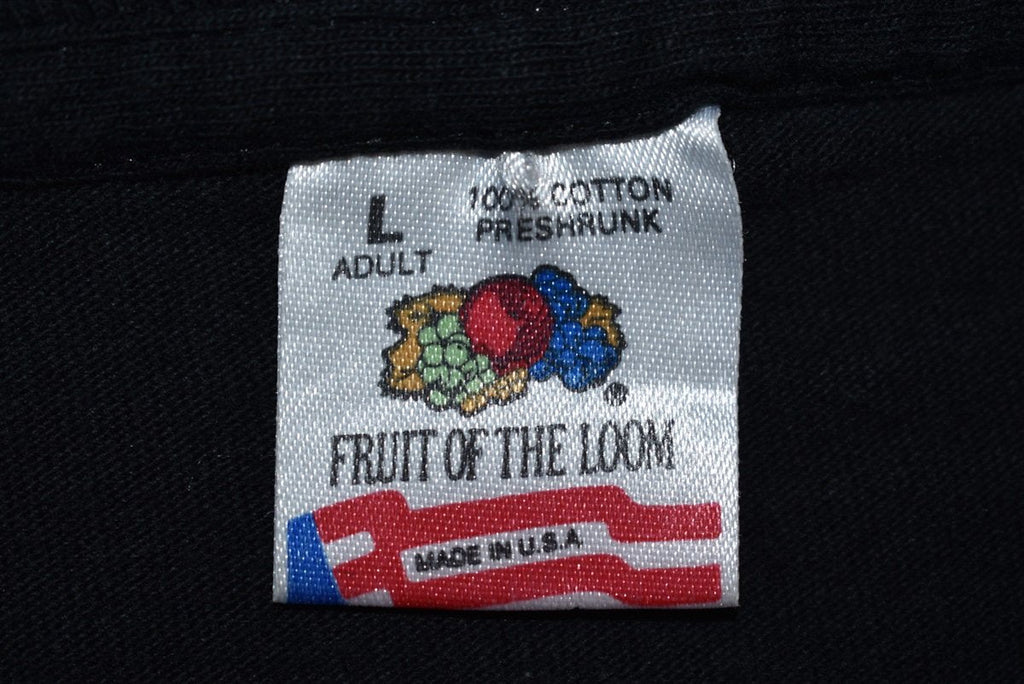 L
ADULT
100% COTTON
PRESHRUNK
®
FRUIT OF THE LOOM
MADE IN U.S.A